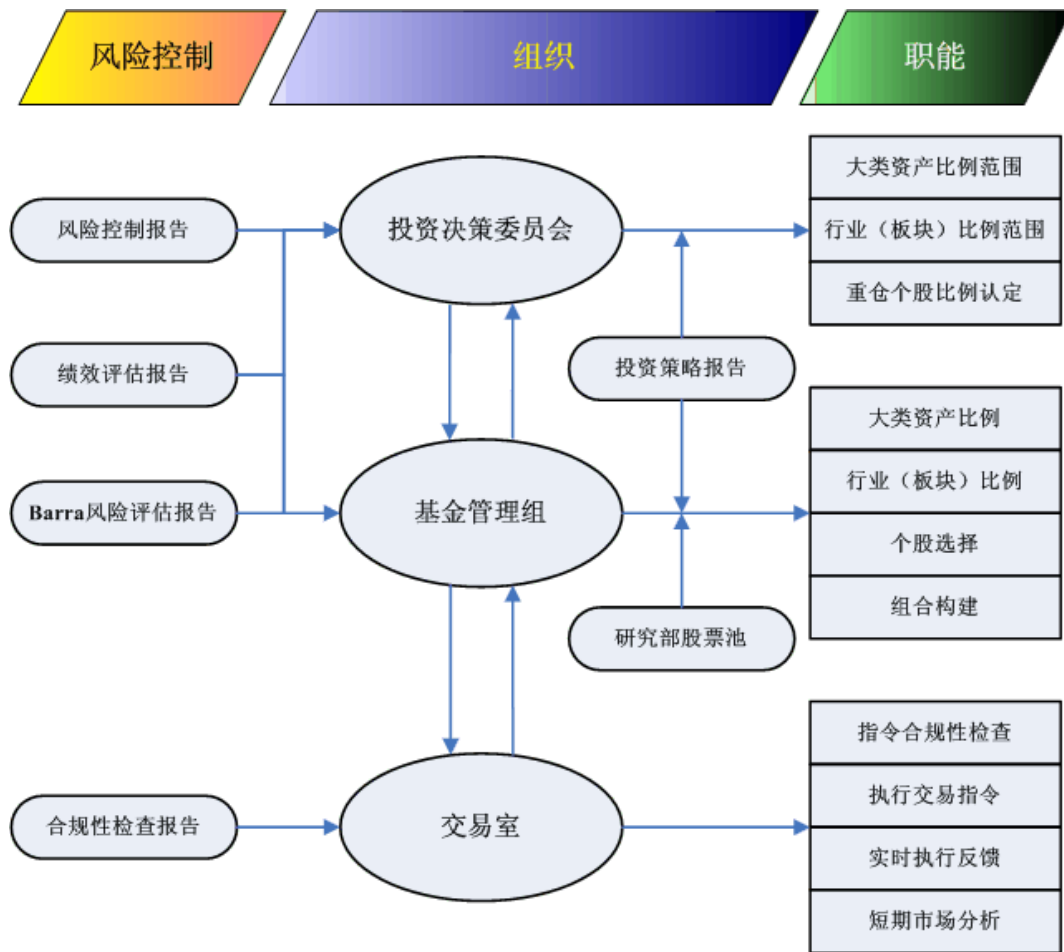 风险控制
组织
职能
大类资产比例范围
风险控制报告
投资决策委员会
行业（板块）比例范围
重仓个股比例认定
绩效评估报告
投资策略报告
大类资产比例
行业（板块）比例
Barra风险评估报告
基金管理组
个股选择
组合构建
研究部股票池
指令合规性检查
执行交易指令
合规性检查报告
交易室
实时执行反馈
短期市场分析